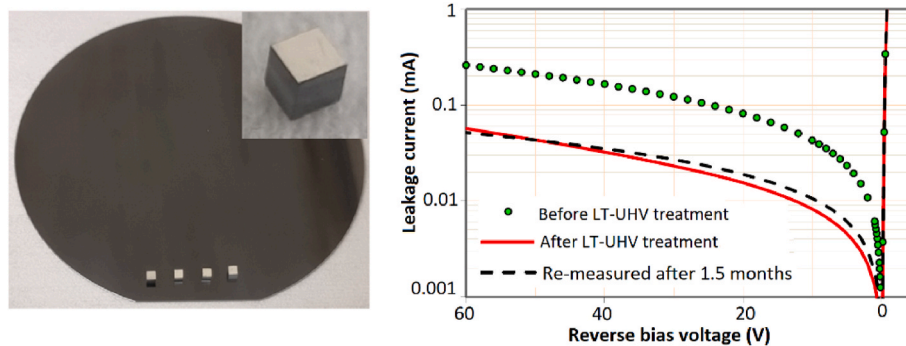 1
0.1
0.01
0.001
Leakage current (mA)
Before LT-UHV treatment
After LT-UHV treatment
Re-measured after 1.5 months
60
40
20
0
Reverse bias voltage (V)